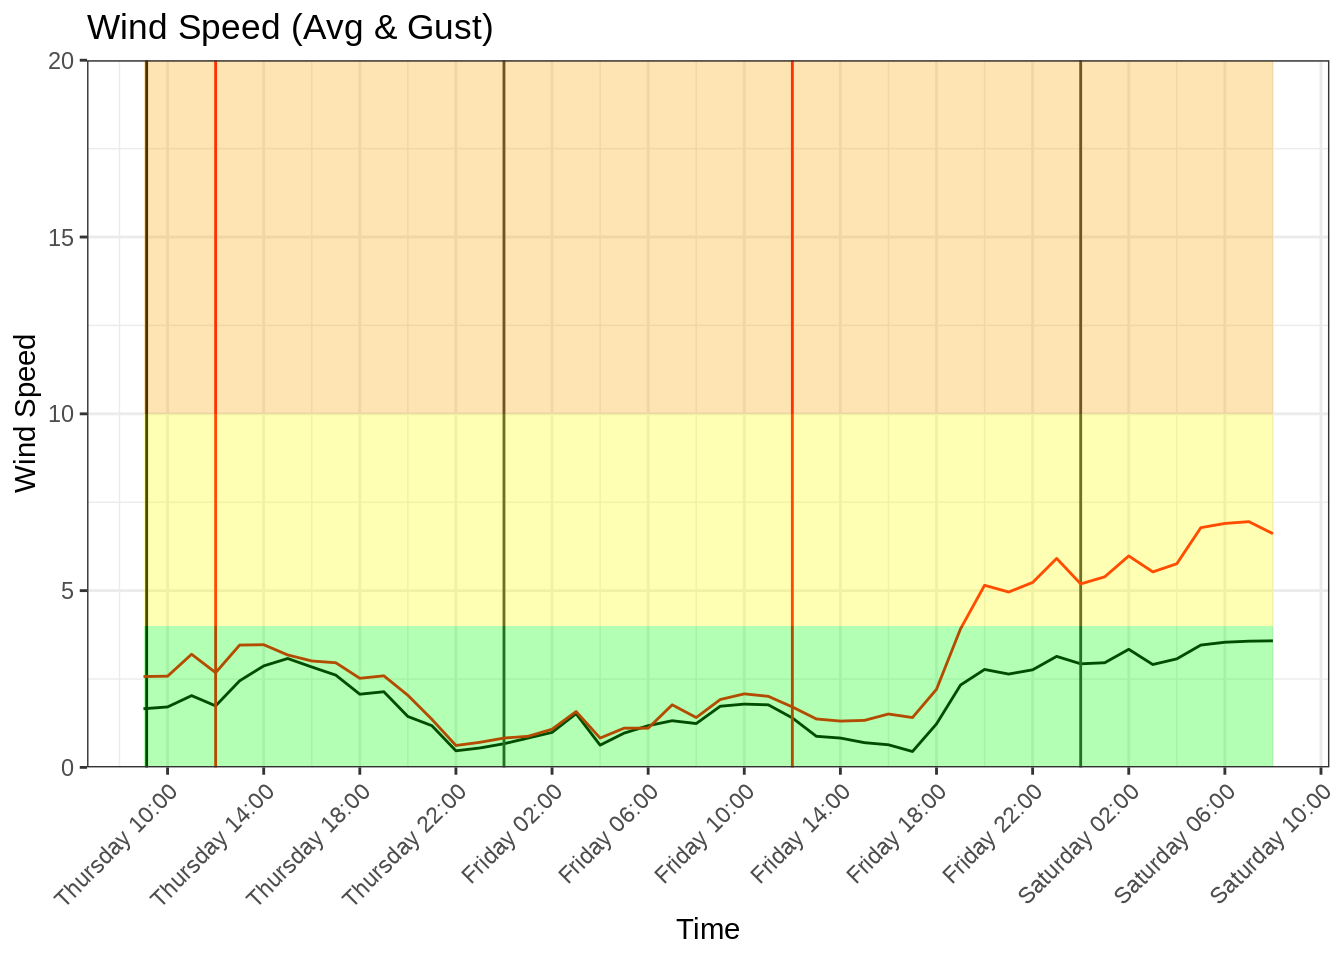 Wind Speed (Avg & Gust)
20
15
10
5
0
Wind Speed
Thursday 10:00
Thursday 14:00
Thursday 18:00
Thursday 22:00
Friday 02:00
Friday 06:00
Friday 10:00
Friday 14:00
Friday 18:00
Friday 22:00
Saturday 02:00
Saturday 06:00
Saturday 10:00
Time